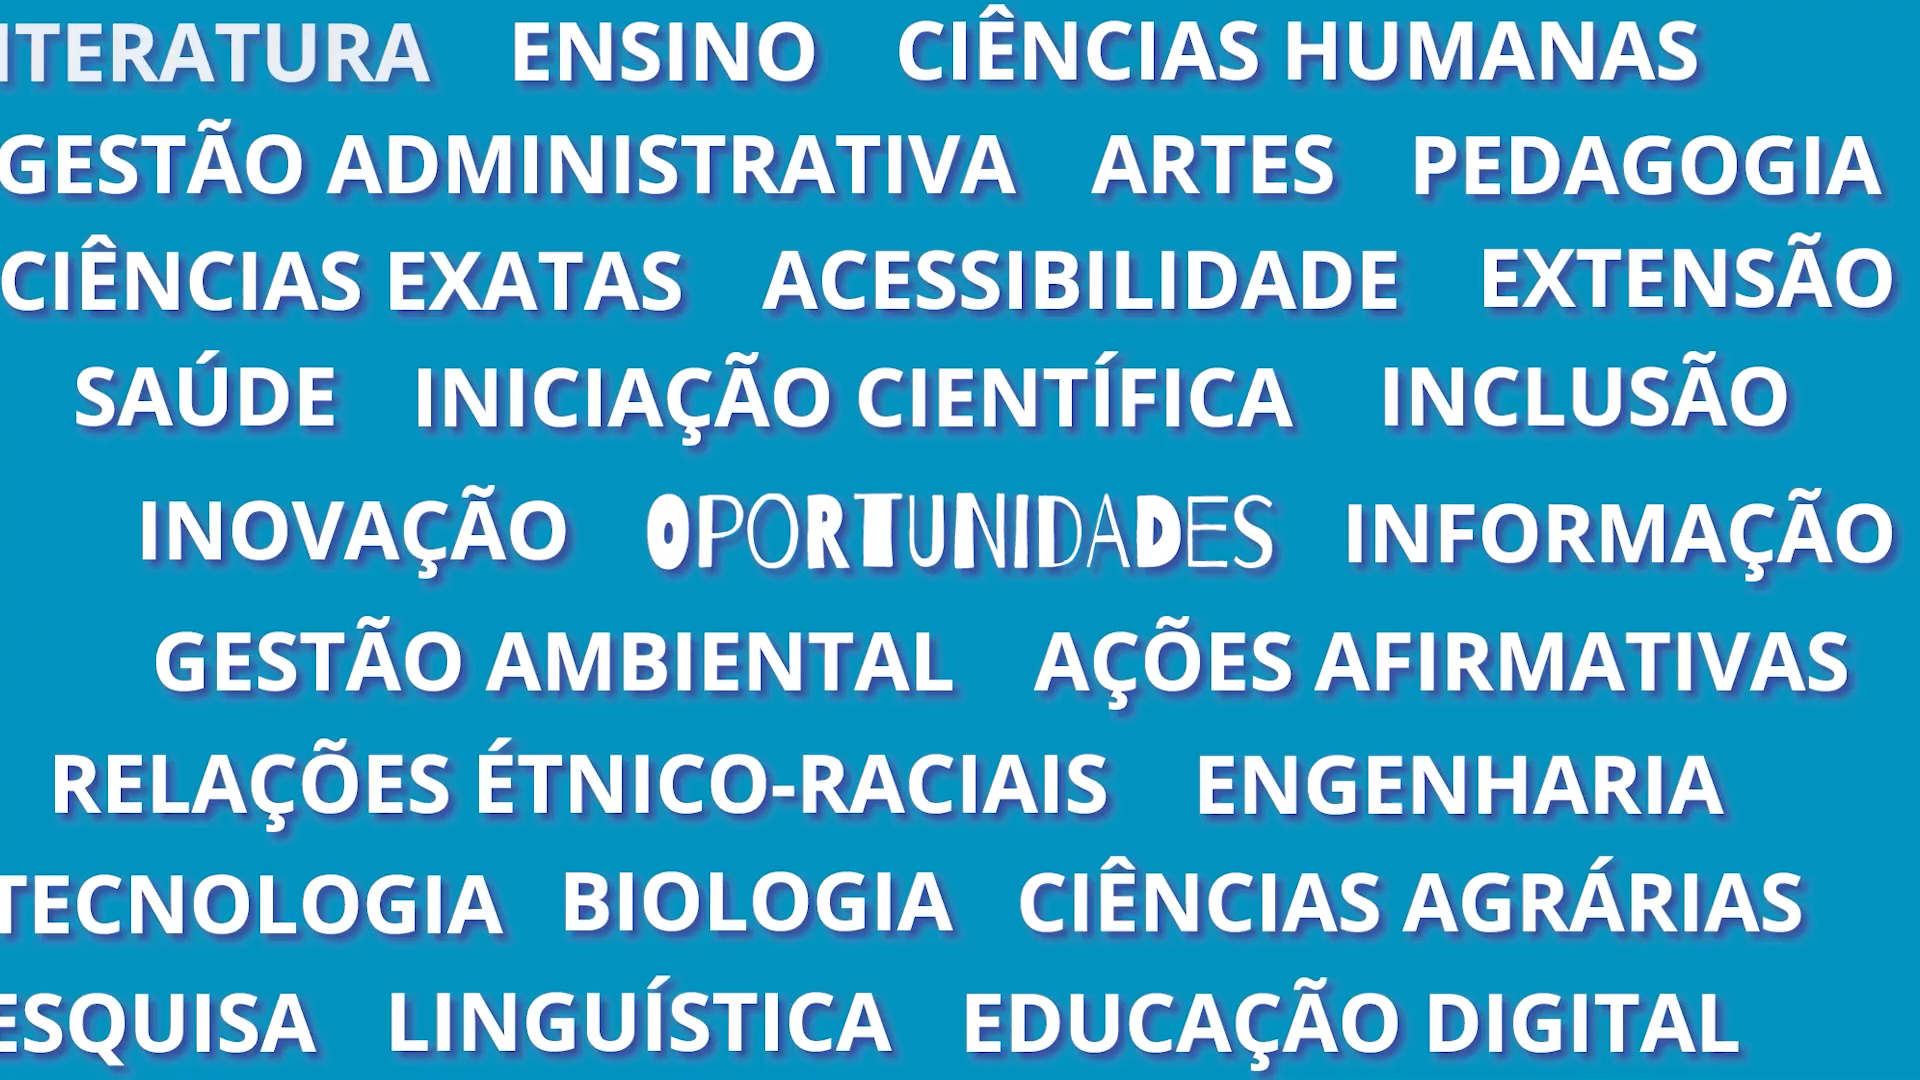 ITERATURA ENSINO CIÊNCIAS HUMANAS
GESTÃO ADMINISTRATIVA ARTES PEDAGOGIA
CIÊNCIAS EXATAS ACESSIBILIDADE EXTENSÃO
SAÚDE INICIAÇÃO CIENTÍFICA INCLUSÃO
INOVAÇÃO OPORTUNIDADES INFORMAÇÃO
GESTÃO AMBIENTAL AÇÕES AFIRMATIVAS
RELAÇÕES ÉTNICO-RACIAIS ENGENHARIA
TECNOLOGIA BIOLOGIA CIÊNCIAS AGRÁRIAS
ESQUISA LINGUÍSTICA EDUCAÇÃO DIGITAL